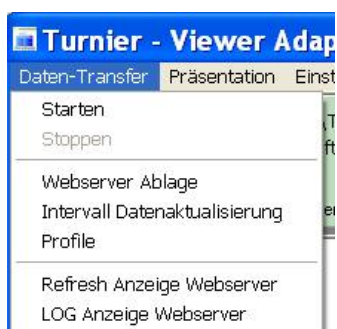 Turnier - Viewer Adap
Daten-Transfer Präsentation Einst
Starten
Stoppen
Webserver Ablage
Intervall Datenaktualisierung
Profile
Refresh Anzeige Webserver
LOG Anzeige Webserver